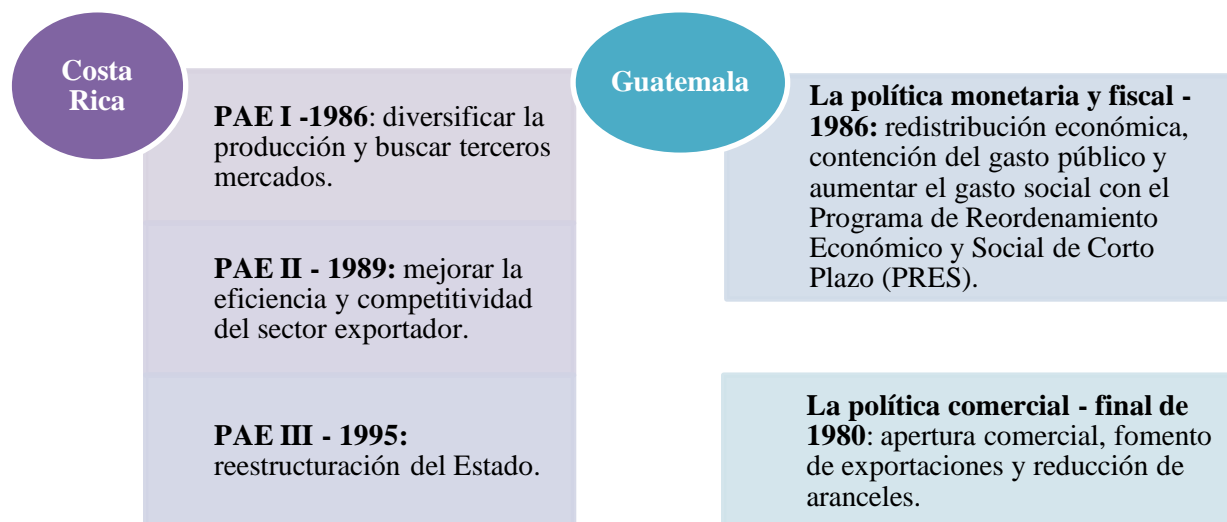 Costa
Rica
PAE I -1986: diversificar la
producción y buscar terceros
mercados.
PAE II - 1989: mejorar la
eficiencia y competitividad
del sector exportador.
PAE III - 1995:
reestructuración del Estado.
Guatemala
La política monetaria y fiscal -
1986: redistribución económica,
contención del gasto público y
aumentar el gasto social con el
Programa de Reordenamiento
Económico y Social de Corto
Plazo (PRES).
La política comercial - final de
1980: apertura comercial, fomento
de exportaciones y reducción de
aranceles.